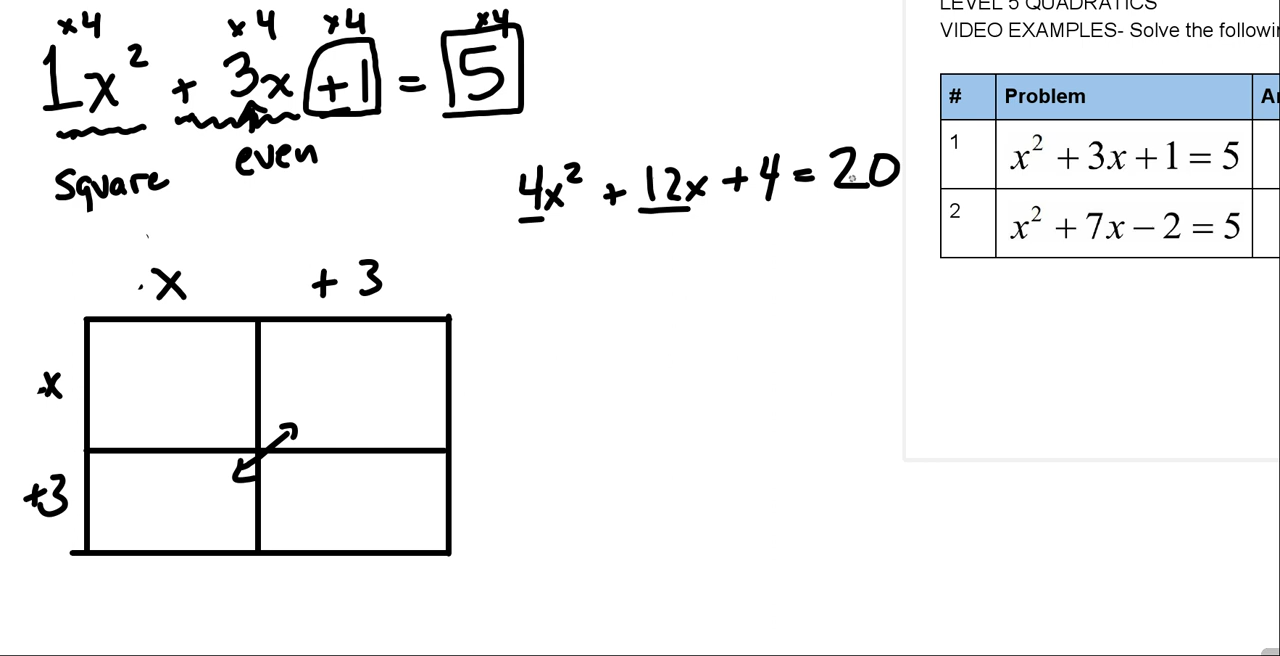 ×4 ×4 ×4 ×4
1x² + 3x +1 = 5
square even
4x² + 12x + 4 = 20
x + 3
x
+3
LEVEL 5 QUADRATICS
VIDEO EXAMPLES- Solve the followi
# Problem A
1 x² + 3x + 1 = 5
2 x² + 7x − 2 = 5